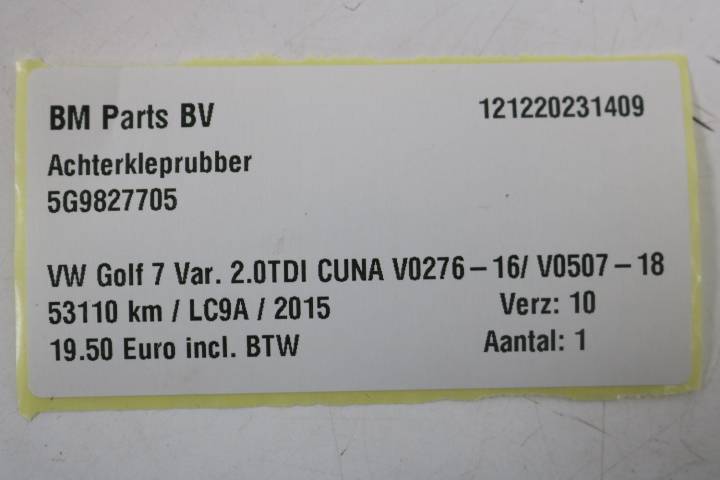 BM Parts BV 121220231409
Achterkleprubber
5G9827705
VW Golf 7 Var. 2.0TDI CUNA V0276-16/ V0507-18
53110 km / LC9A / 2015 Verz: 10
19.50 Euro incl. BTW Aantal: 1